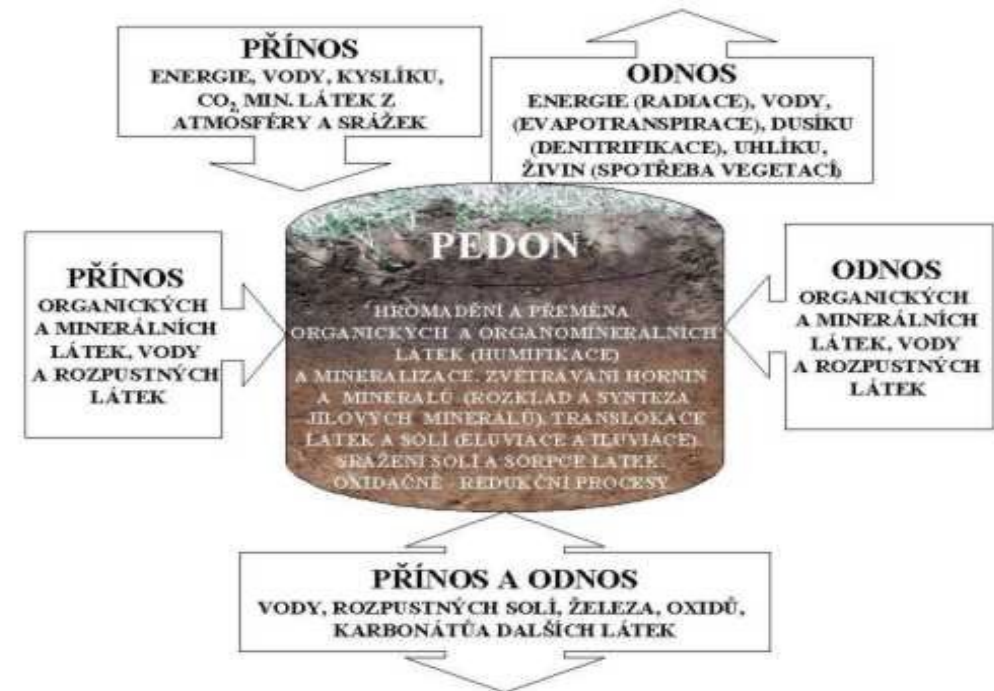 PŘÍNOS
ENERGIE, VODY, KYSLÍKU,
CO₂, MIN. LÁTEK Z
ATMOSFÉRY A SRÁŽEK
ODNOS
ENERGIE (RADIACE), VODY,
(EVAPOTRANSPIRACE), DUSÍKU
(DENITRIFIKACE), UHLÍKU,
ŽIVIN (SPOTŘEBA VEGETACÍ)
PŘÍNOS
ORGANICKÝCH
A MINERÁLNÍCH
LÁTEK, VODY
A ROZPUSTNÝCH
LÁTEK
PEDON
HROMADĚNÍ A PŘEMĚNA
ORGANICKÝCH A ORGANOMINERÁLNÍCH
LÁTEK (HUMIFIKACE)
A MINERALIZACE, ZVĚTRÁVÁNÍ HORNIN
A MINERÁLŮ (ROZKLAD A SYNTÉZA
JÍLOVÝCH MINERÁLŮ), TRANSLOKACE
LÁTEK A SOLÍ (ELUVIACE A ILUVIACE),
SRÁŽENÍ SOLÍ A SORPCE LÁTEK,
OXIDAČNĚ - REDUKČNÍ PROCESY
ODNOS
ORGANICKÝCH
A MINERÁLNÍCH
LÁTEK, VODY
A ROZPUSTNÝCH
LÁTEK
PŘÍNOS A ODNOS
VODY, ROZPUSTNÝCH SOLÍ, ŽELEZA, OXIDŮ,
KARBONÁTŮA DALŠÍCH LÁTEK